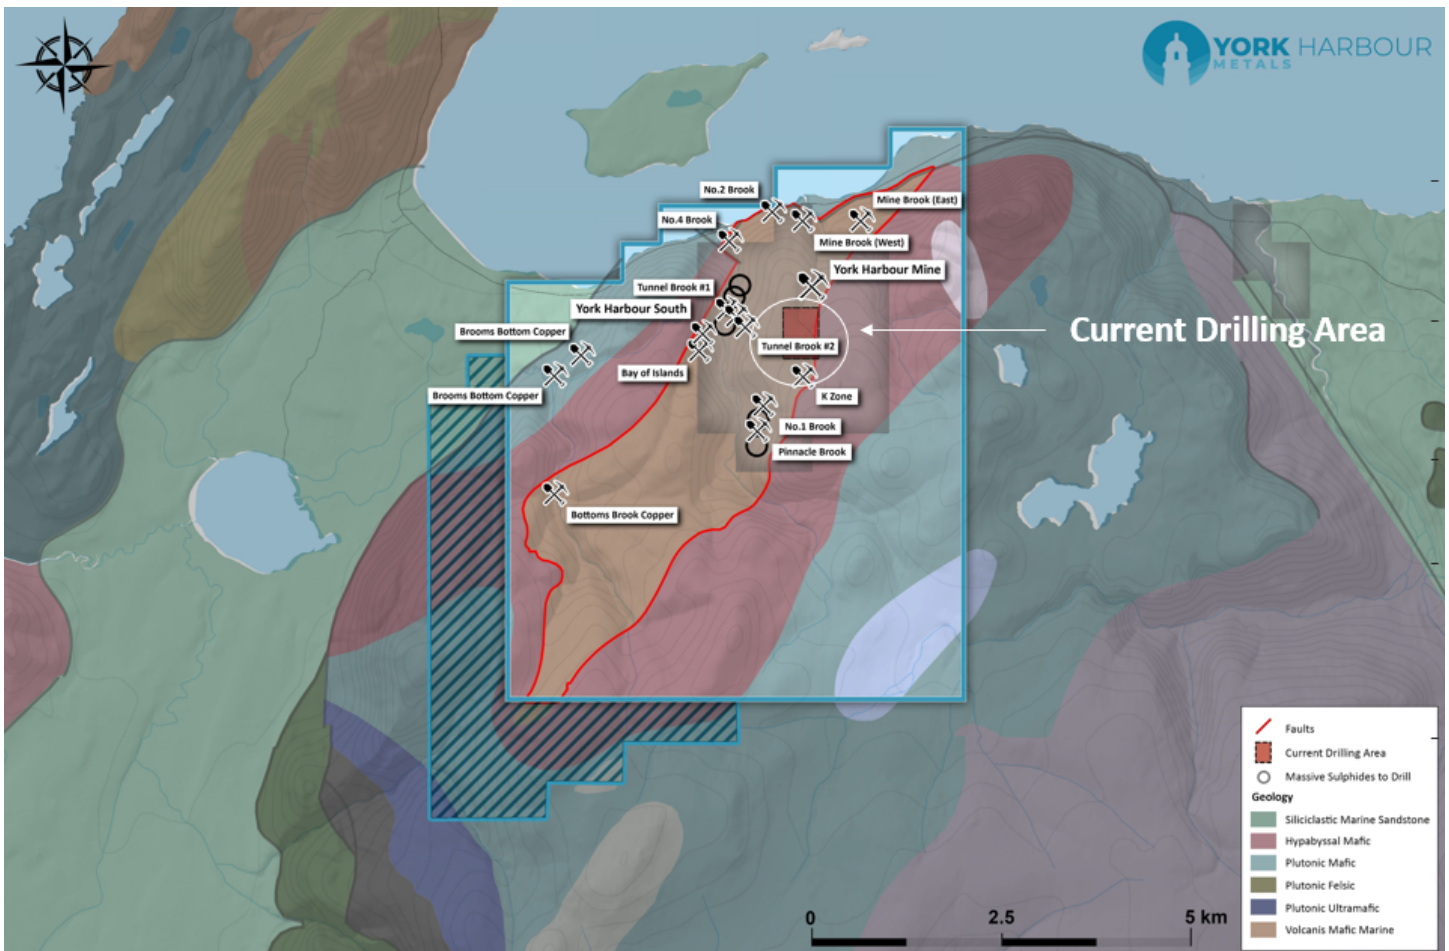 YORK HARBOUR
METALS
No.2 Brook
Mine Brook (East)
No.4 Brook
Mine Brook (West)
York Harbour Mine
Tunnel Brook #1
York Harbour South
Current Drilling Area
Brooms Bottom Copper
Tunnel Brook #2
Bay of Islands
Brooms Bottom Copper
K Zone
No.1 Brook
Pinnacle Brook
Bottoms Brook Copper
Faults
Current Drilling Area
Massive Sulphides to Drill
Geology
Siliciclastic Marine Sandstone
Hypabyssal Mafic
Plutonic Mafic
Plutonic Felsic
Plutonic Ultramafic
Volcanis Mafic Marine
0 2.5 5 km